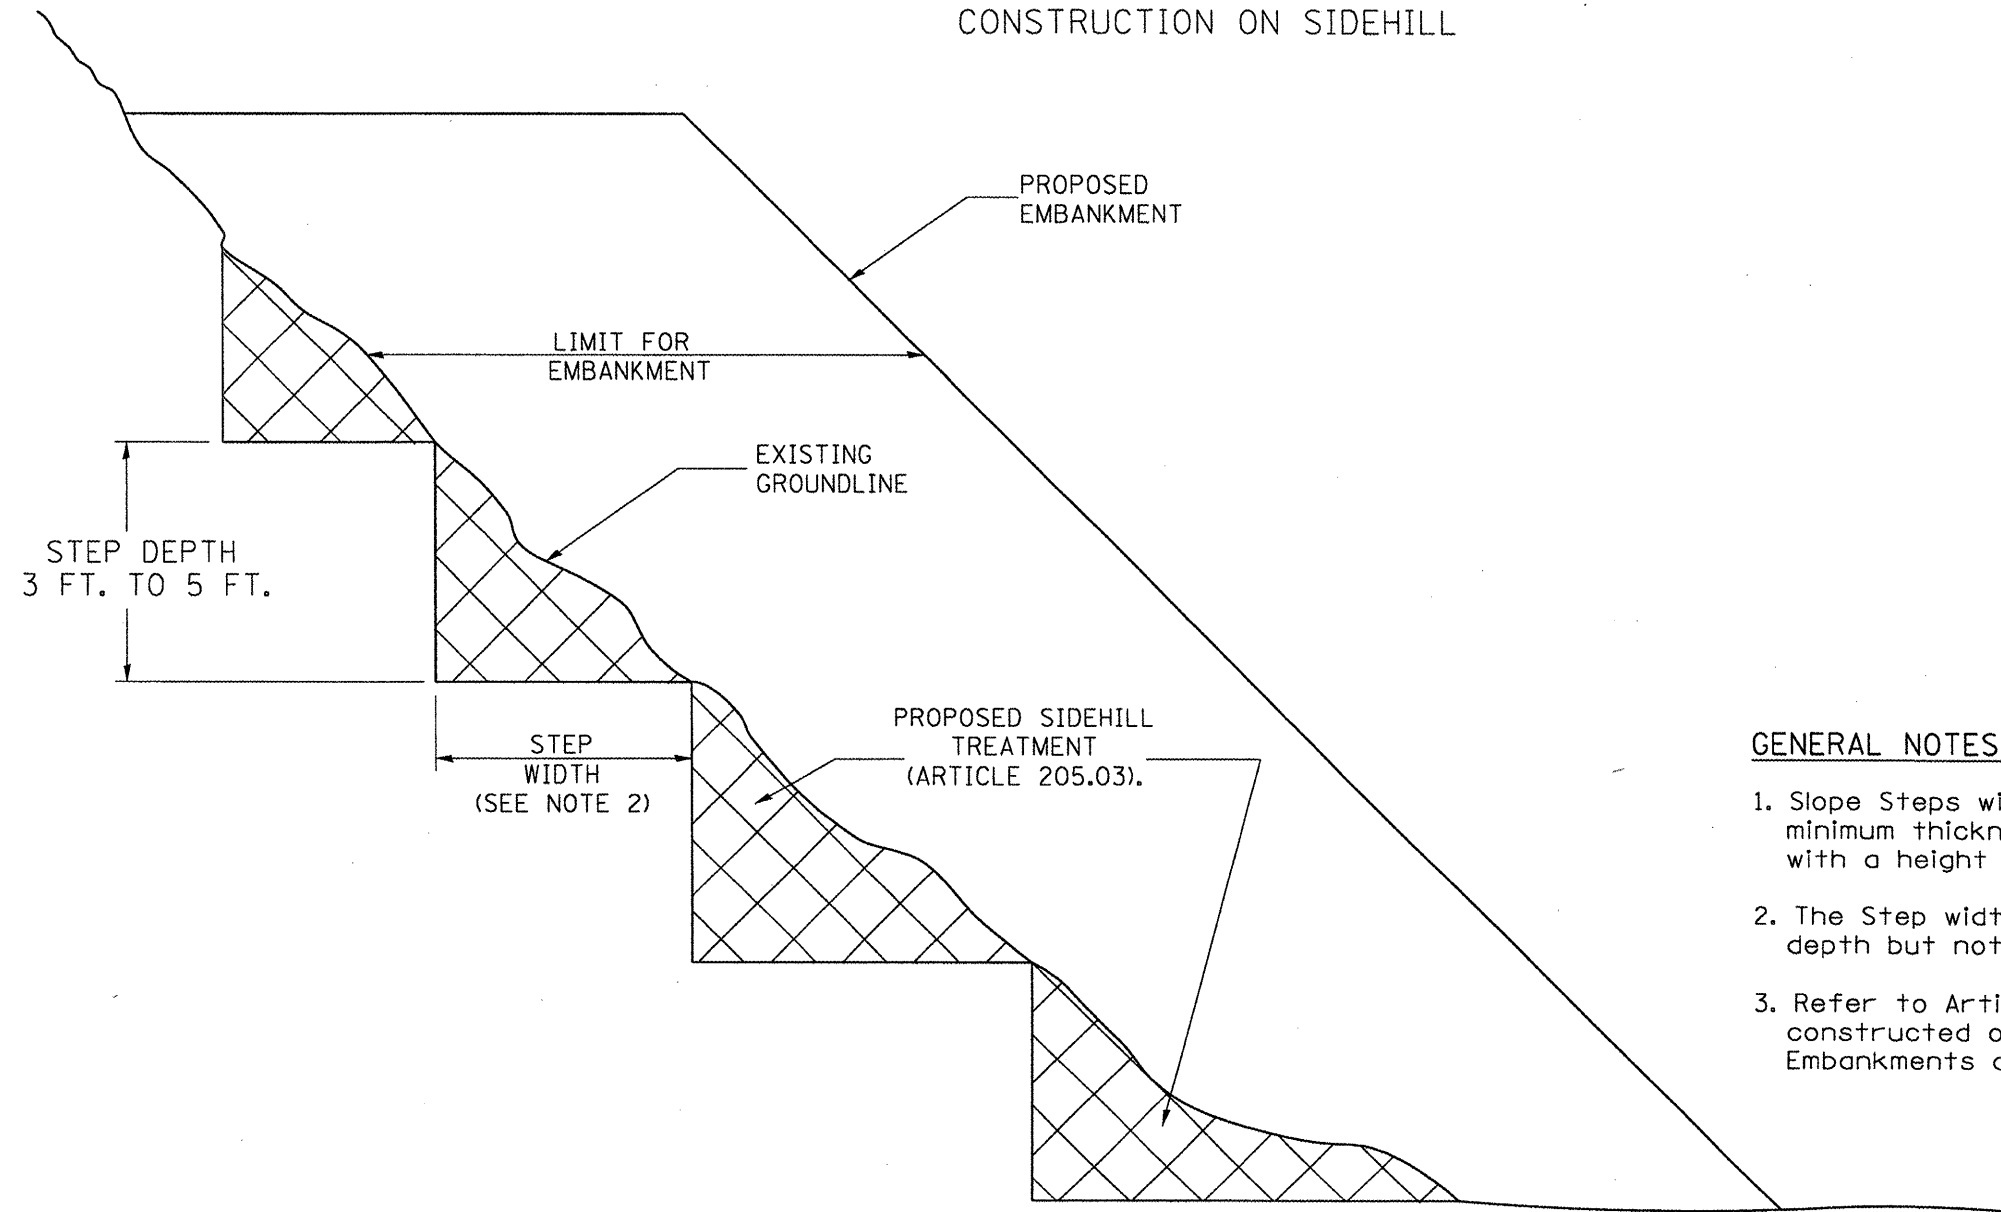 CONSTRUCTION ON SIDEHILL
PROPOSED
EMBANKMENT
LIMIT FOR
EMBANKMENT
EXISTING
GROUNDLINE
STEP DEPTH
3 FT. TO 5 FT.
STEP
WIDTH
(SEE NOTE 2)
PROPOSED SIDEHILL
TREATMENT
(ARTICLE 205.03).
GENERAL NOTES
1. Slope Steps
minimum
with a height
2. The Step
depth but not
3. Refer to
constructed
Embankments